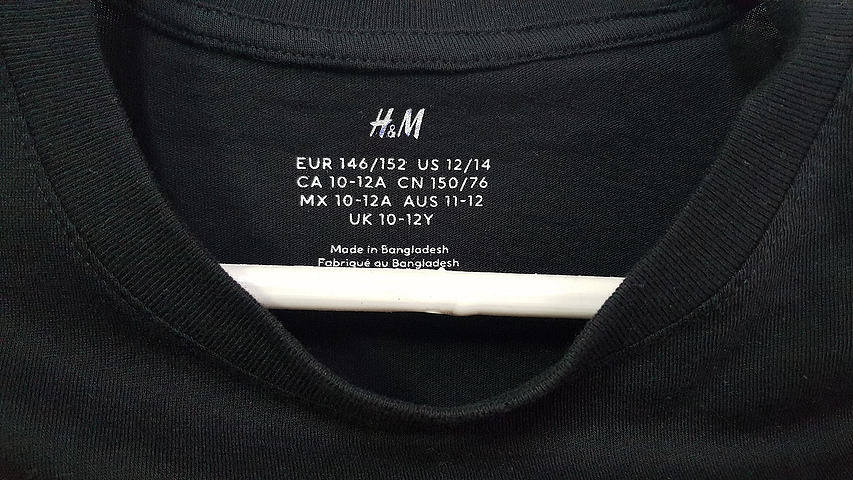 H&M
EUR 146/152 US 12/14
CA 10-12A CN 150/76
MX 10-12A AUS 11-12
UK 10-12Y
Made in Bangladesh
Fabriqué au Bangladesh